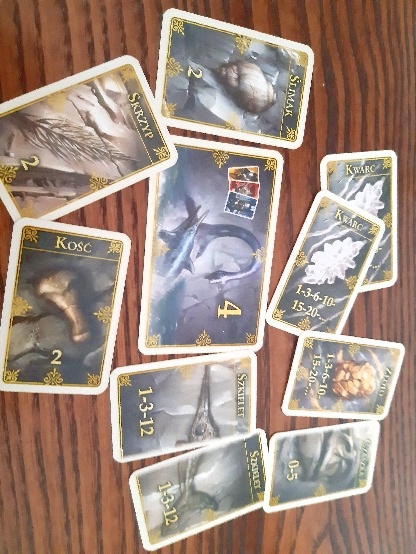 ŚLIMAK
2
SKRZYP
2
KWARC
KWARC
1-3-6-10-
15-20-...
4
KOŚĆ
2
ZŁOTO
1-3-6-10-
15-20-...
SZKIELET
1-3-12
SZKIELET
1-3-12
0-5